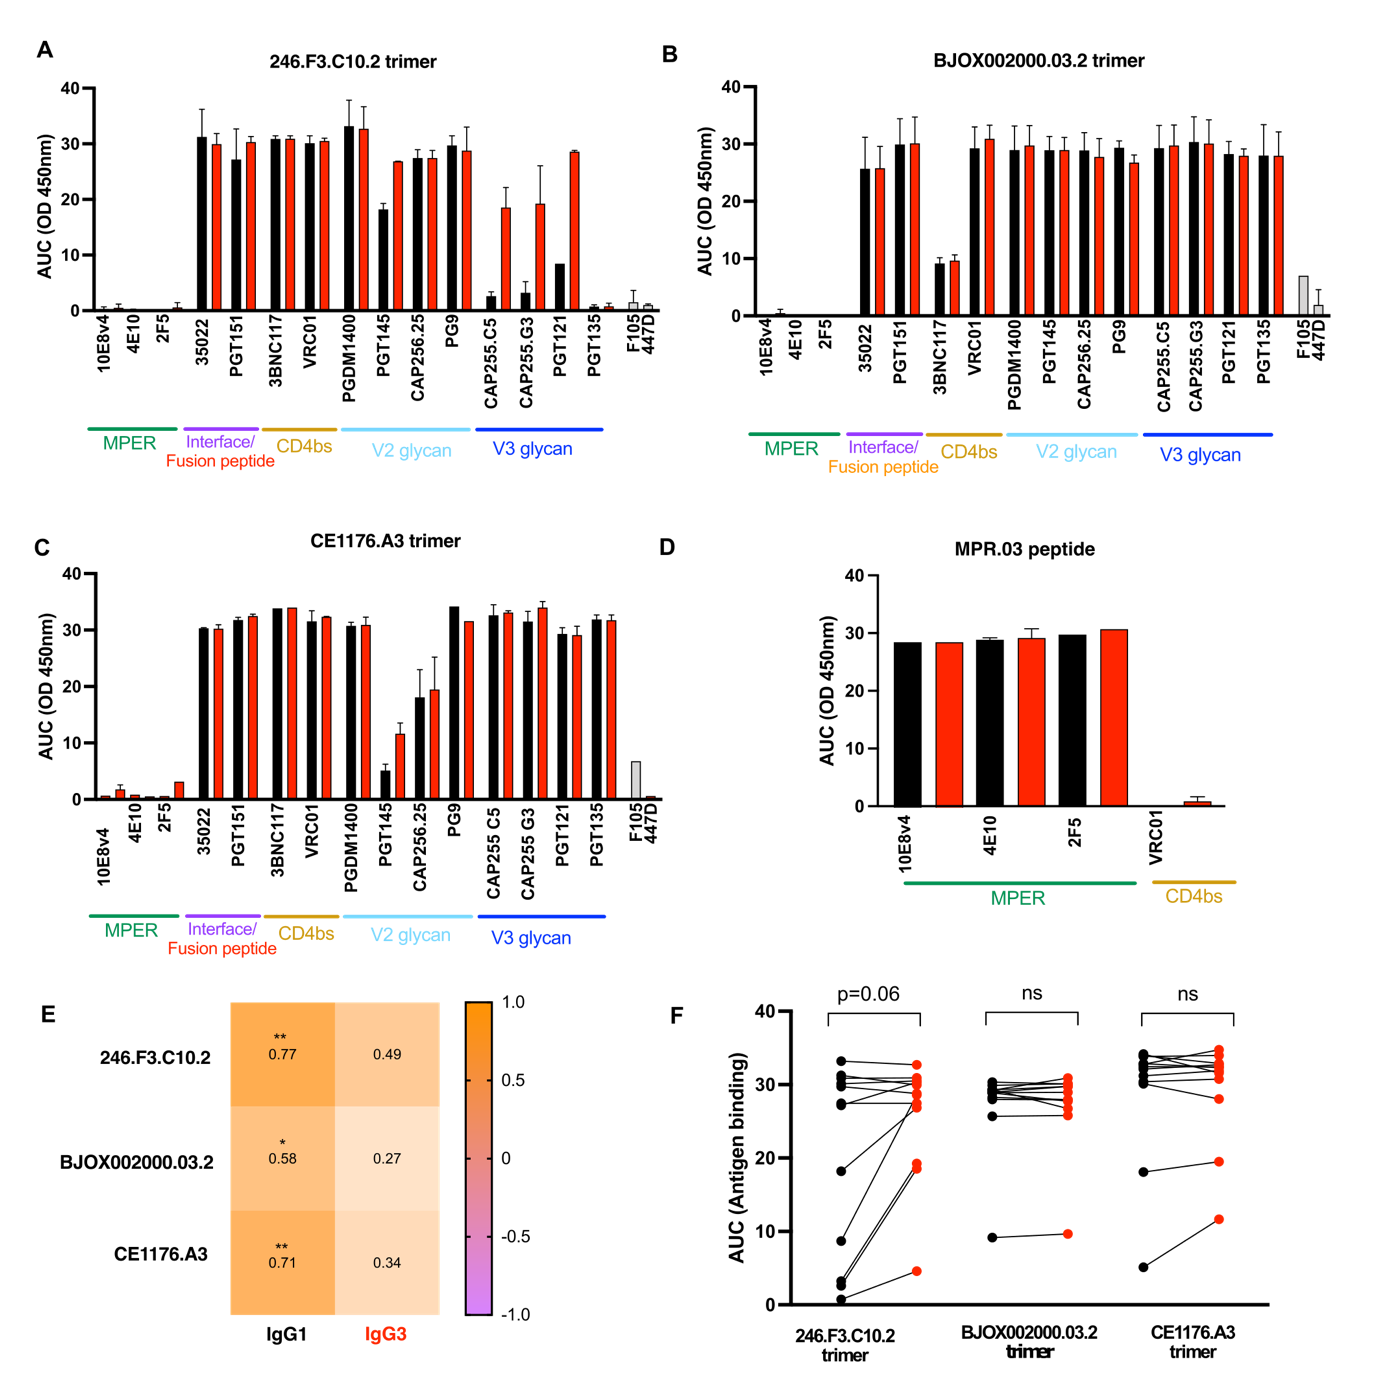 A
246.F3.C10.2 trimer
AUC (OD 450nm)
40
30
20
10
0
10E8v4
4E10
2F5
35022
PGT151
3BNC117
VRC01
PGDM1400
PGT145
CAP256.25
PG9
CAP255.C5
CAP255.G3
PGT121
PGT135
F105
447D
MPER
Interface/
Fusion peptide
CD4bs
V2 glycan
V3 glycan
B
BJOX002000.03.2 trimer
AUC (OD 450nm)
40
30
20
10
0
10E8v4
4E10
2F5
35022
PGT151
3BNC117
VRC01
PGDM1400
PGT145
CAP256.25
PG9
CAP255.C5
CAP255.G3
PGT121
PGT135
F105
447D
MPER
Interface/
Fusion peptide
CD4bs
V2 glycan
V3 glycan
C
CE1176.A3 trimer
AUC (OD 450nm)
40
30
20
10
0
10E8v4
4E10
2F5
35022
PGT151
3BNC117
VRC01
PGDM1400
PGT145
CAP256.25
PG9
CAP255 C5
CAP255 G3
PGT121
PGT135
F105
447D
MPER
Interface/
Fusion peptide
CD4bs
V2 glycan
V3 glycan
D
MPR.03 peptide
AUC (OD 450nm)
40
30
20
10
0
10E8v4
4E10
2F5
VRC01
MPER
CD4bs
E
246.F3.C10.2
BJOX002000.03.2
CE1176.A3
**
0.77
0.49
*
0.58
0.27
**
0.71
0.34
IgG1
IgG3
1.0
0.5
0
-0.5
-1.0
F
AUC (Antigen binding)
40
30
20
10
0
p=0.06
ns
ns
246.F3.C10.2
trimer
BJOX002000.03.2
trimer
CE1176.A3
trimer